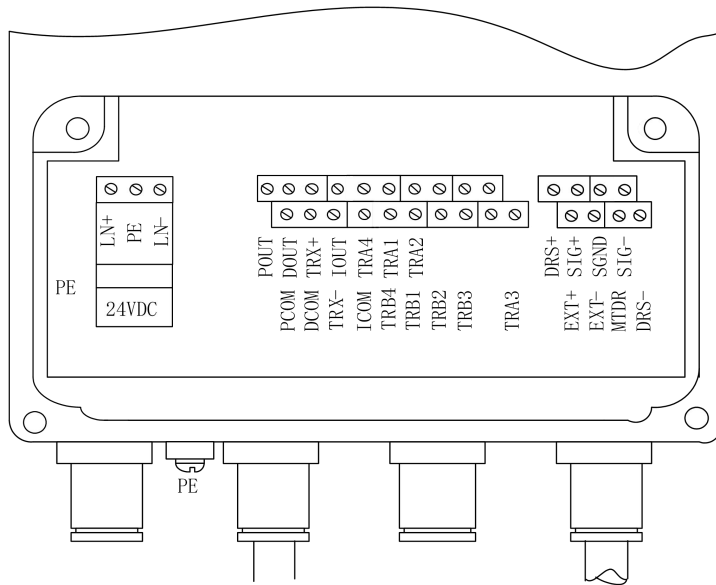 LN+ PE LN-
PE
24VDC
POUT DOUT TRX+ IOUT TRA4 TRA1 TRA2
PCOM DCOM TRX- ICOM TRB4 TRB1 TRB2 TRB3 TRA3
DRS+ SIG+ SGND SIG-
EXT+ EXT- MTDR DRS-
PE